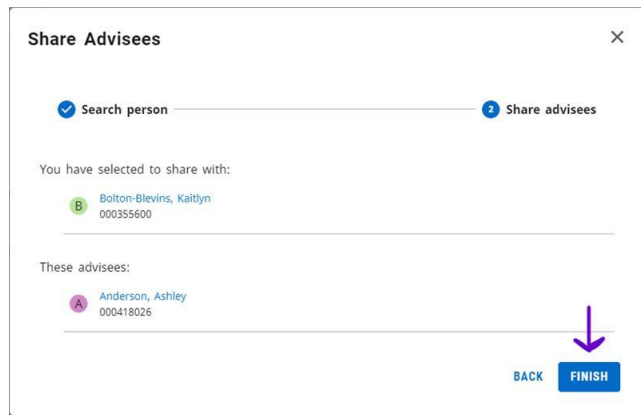 Share Advisees
Search person
2 Share advisees
You have selected to share with:
B
Bolton-Blevins, Kaitlyn
000355600
These advisees:
A
Anderson, Ashley
000418026
BACK
FINISH